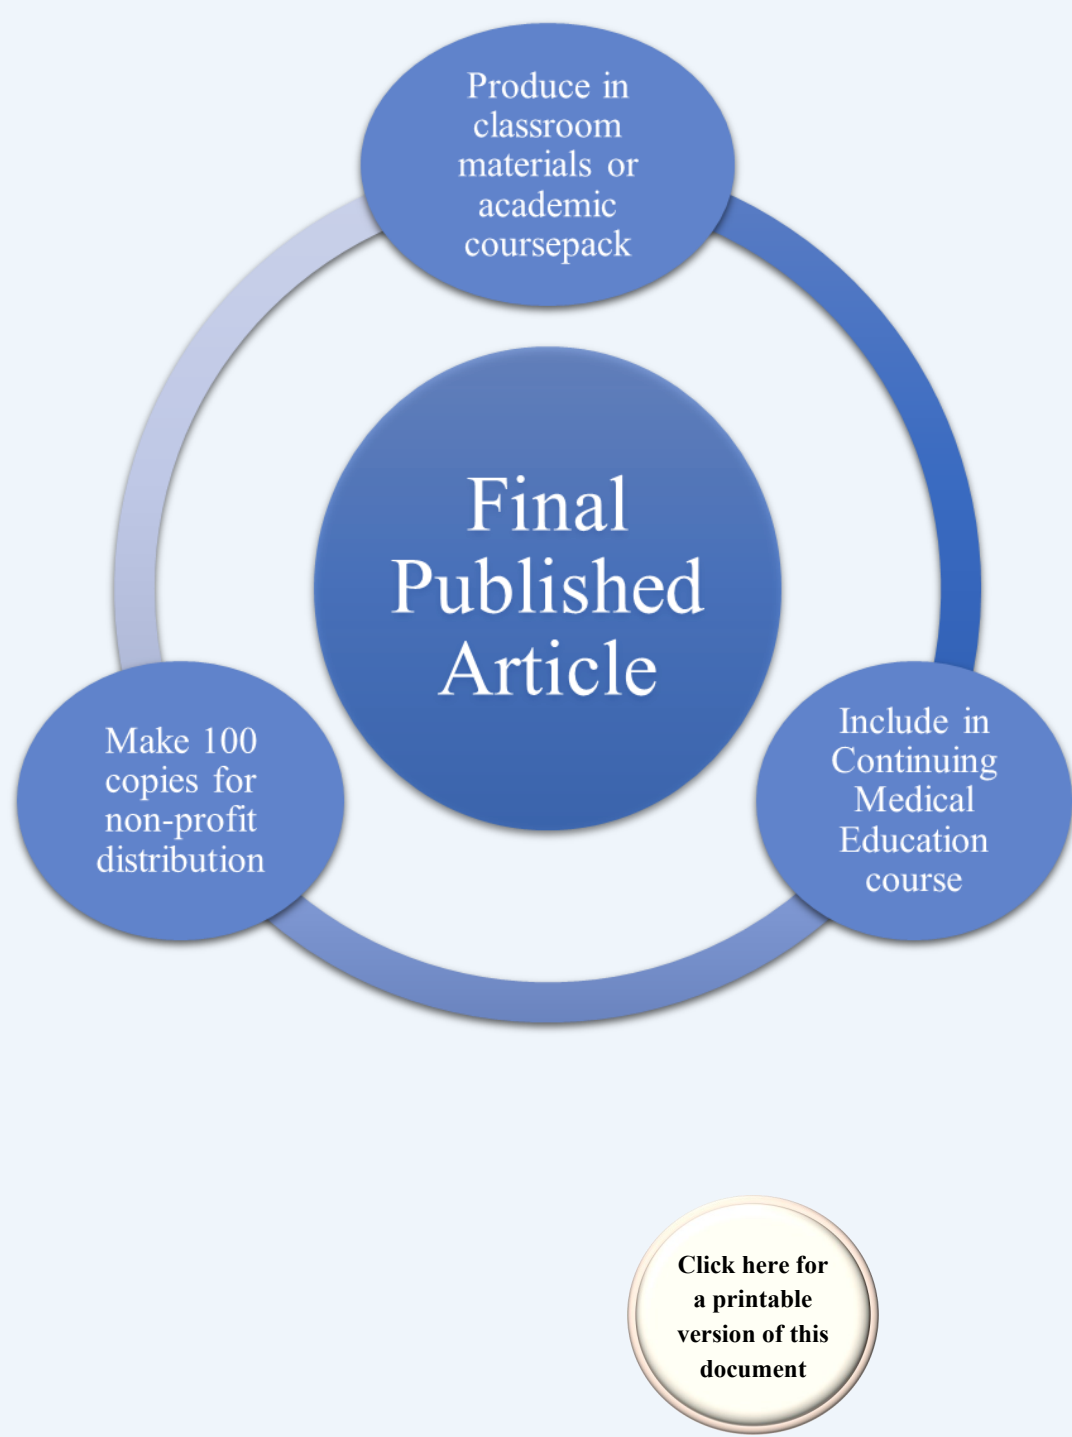 Produce in
classroom
materials or
academic
coursepack
Final
Published
Article
Make 100
copies for
non-profit
distribution
Include in
Continuing
Medical
Education
course
Click here for
a printable
version of this
document